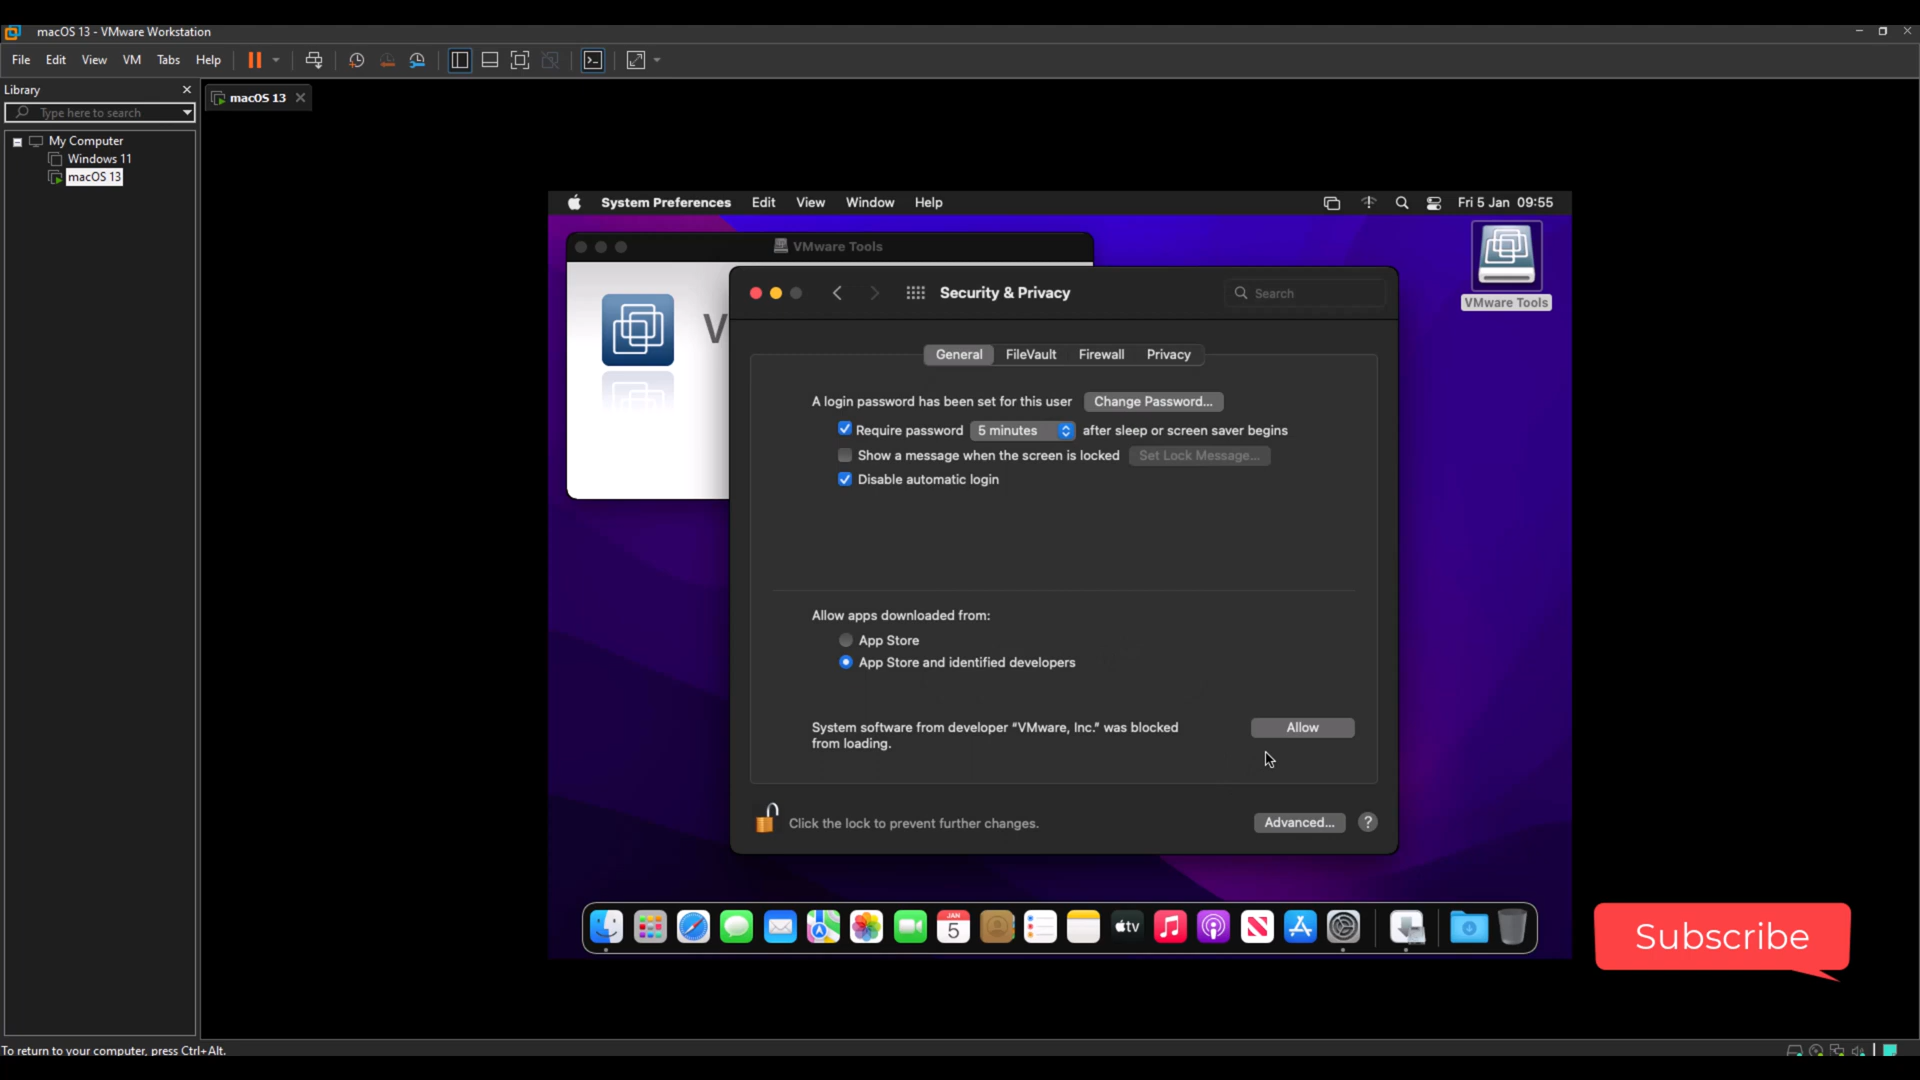 macOS 13 - VMware Workstation
File Edit View VM Tabs Help
Library
Type here to search
My Computer
Windows 11
macOS 13
macOS 13
System Preferences Edit View Window Help
Fri 5 Jan 09:55
VMware Tools
V
VMware Tools
Security & Privacy
Search
General FileVault Firewall Privacy
A login password has been set for this user Change Password...
Require password 5 minutes after sleep or screen saver begins
Show a message when the screen is locked Set Lock Message...
Disable automatic login
Allow apps downloaded from:
App Store
App Store and identified developers
System software from developer “VMware, Inc.” was blocked
from loading.
Allow
Click the lock to prevent further changes.
Advanced... ?
JAN
5
tv
Subscribe
To return to your computer, press Ctrl+Alt.